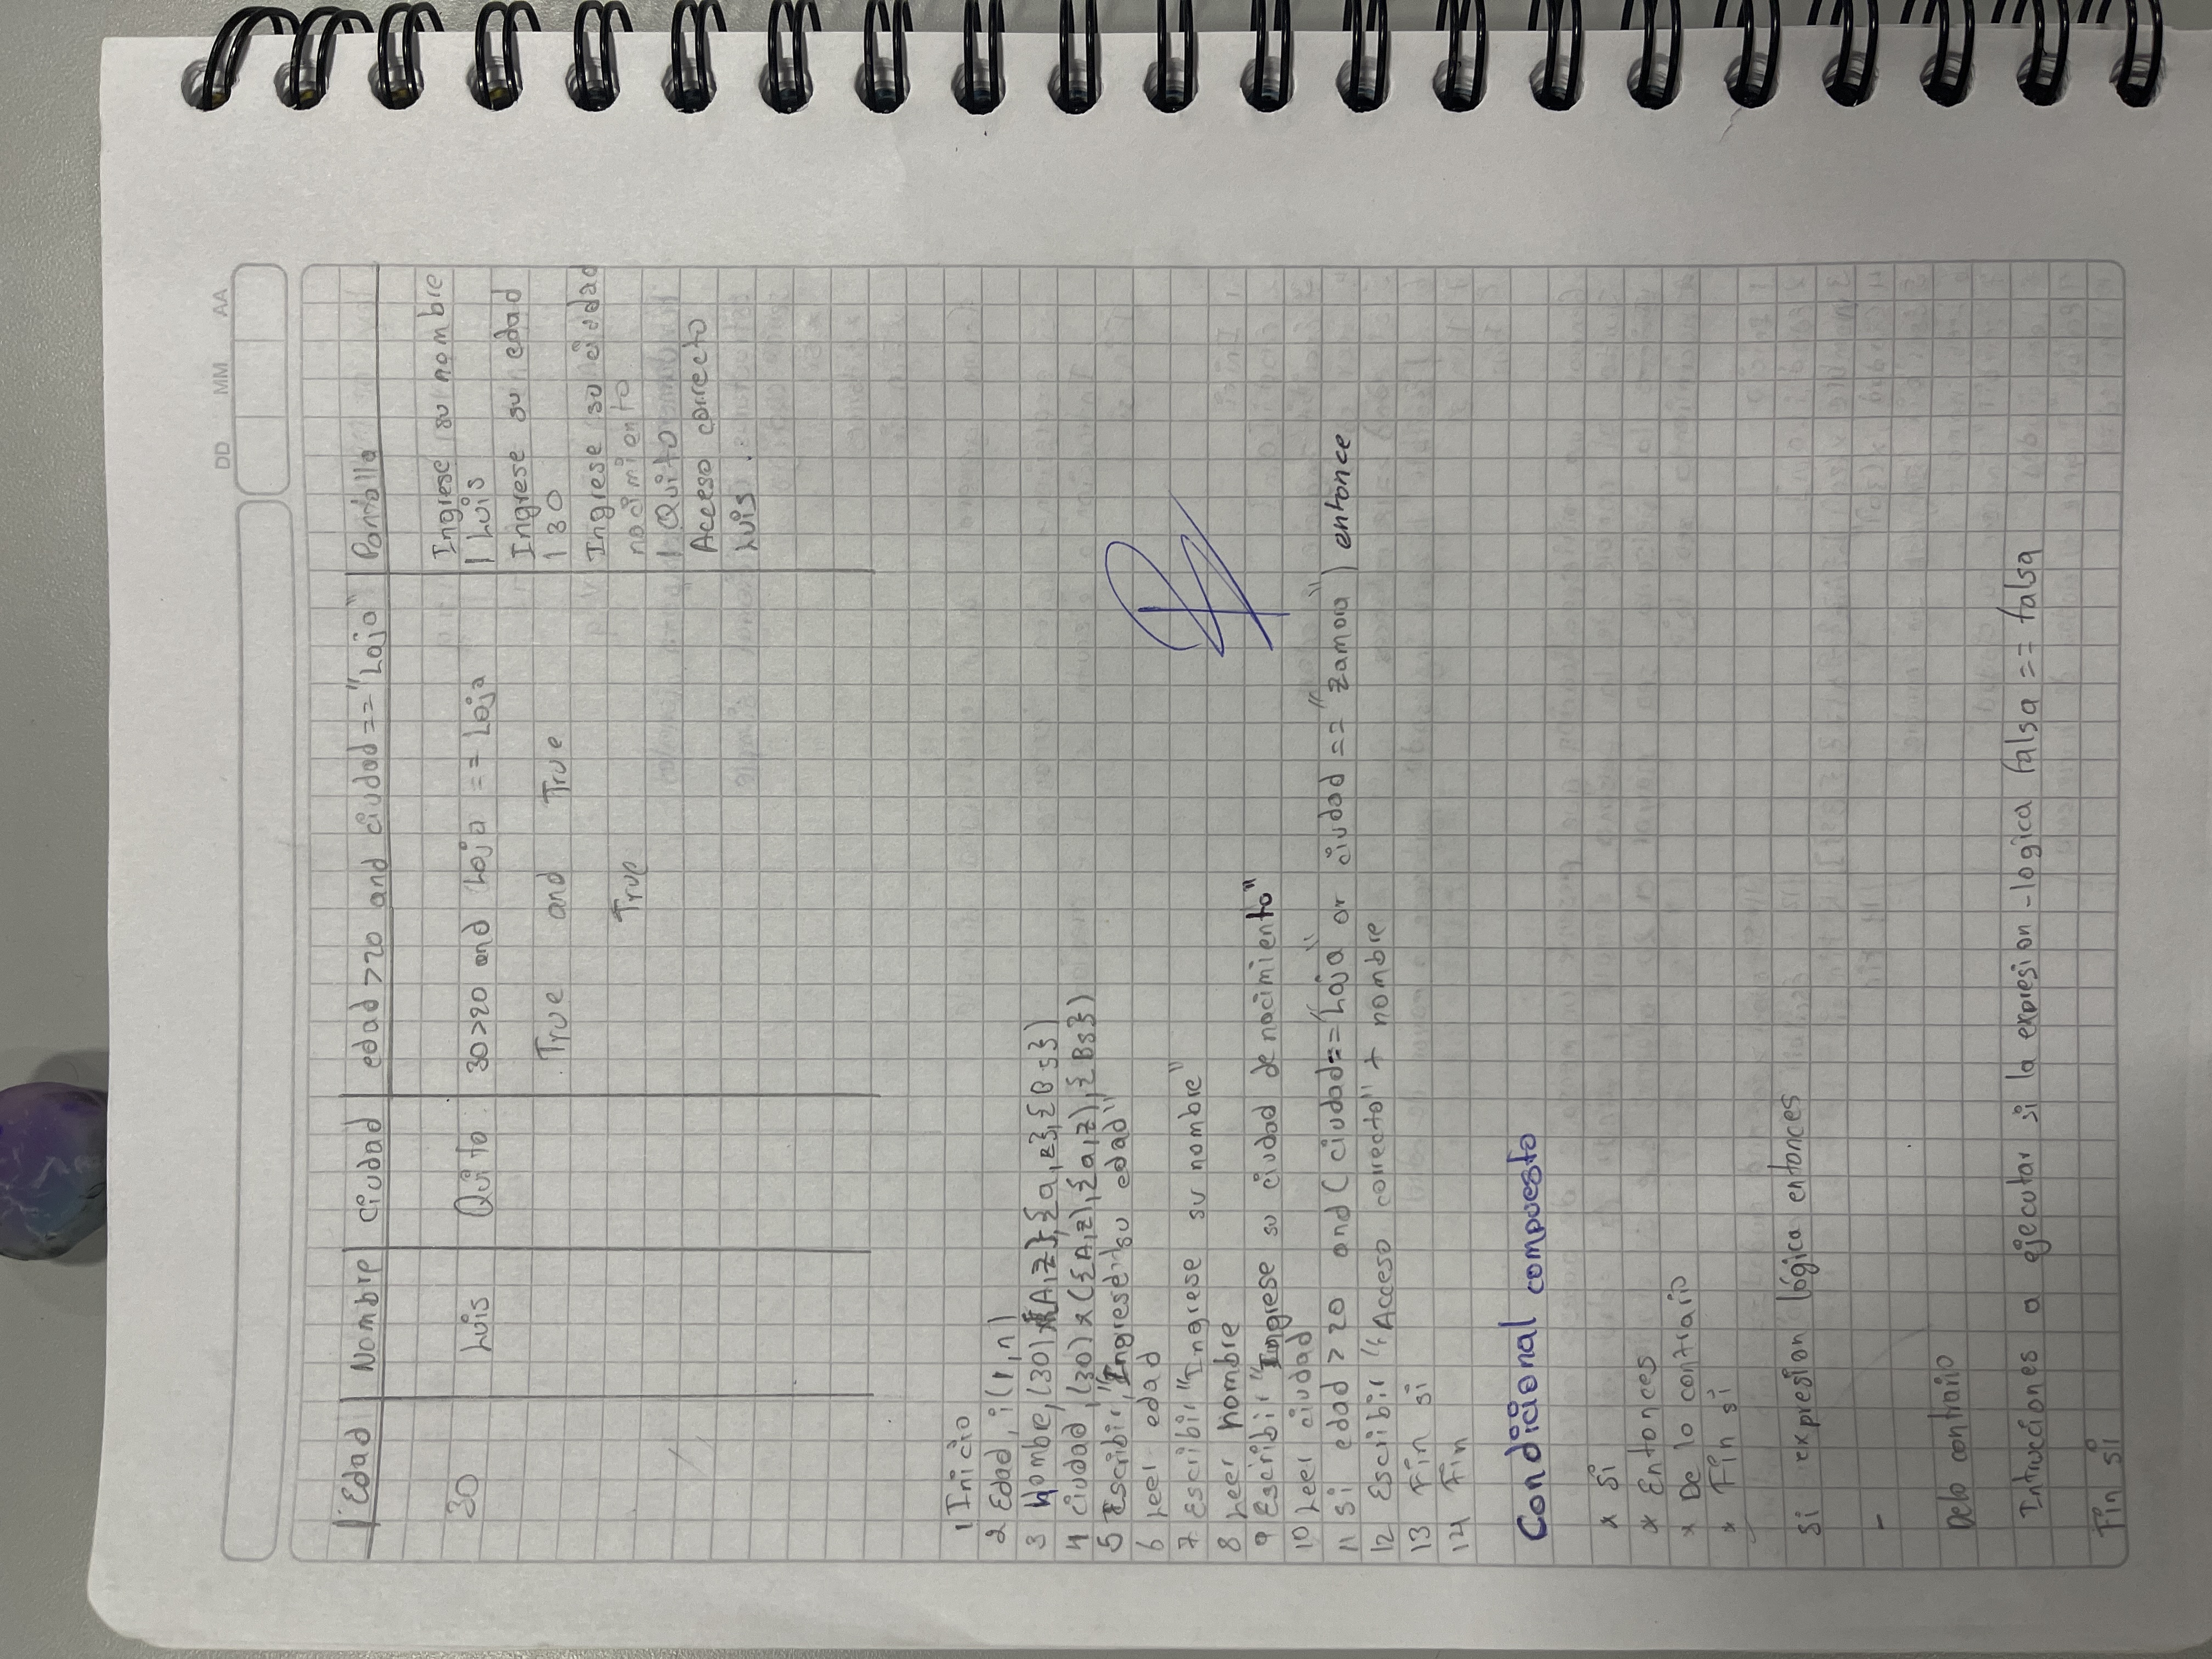 DD MM AA
Edad Nombre Ciudad edad >20 and ciudad == "Loja" Pantalla
Ingrese su nombre
30 Luis Quito 30>20 and Loja == Loja | Luis
Ingrese su edad
True and True | 30
Ingrese su ciudad
True nacimiento
| Quito
Acceso correcto
Luis .
1 Inicio
2 Edad, i(1,n)
3 Nombre, (30) x {A,z}, {a,z}, {Bs})
4 ciudad, (30) x ({A,z), {a,z), {Bs})
5 Escribir, "Ingrese su edad"
6 Leer edad
7 Escribir "Ingrese su nombre"
8 Leer nombre
9 Escribir "Ingrese su ciudad de nacimiento"
10 Leer ciudad
11 si edad > 20 and (ciudad== "Loja" or ciudad == "Zamora") entonce
12 Escribir "Acceso correcto" + nombre
13 Fin si
14 Fin
Condicional compuesto
* Si
* Entonces
* De lo contrario
* Fin si
si expresion lógica entonces
-
Delo contrario
Intrucciones a ejecutar si la expresion-logica falsa == falsa
Fin si